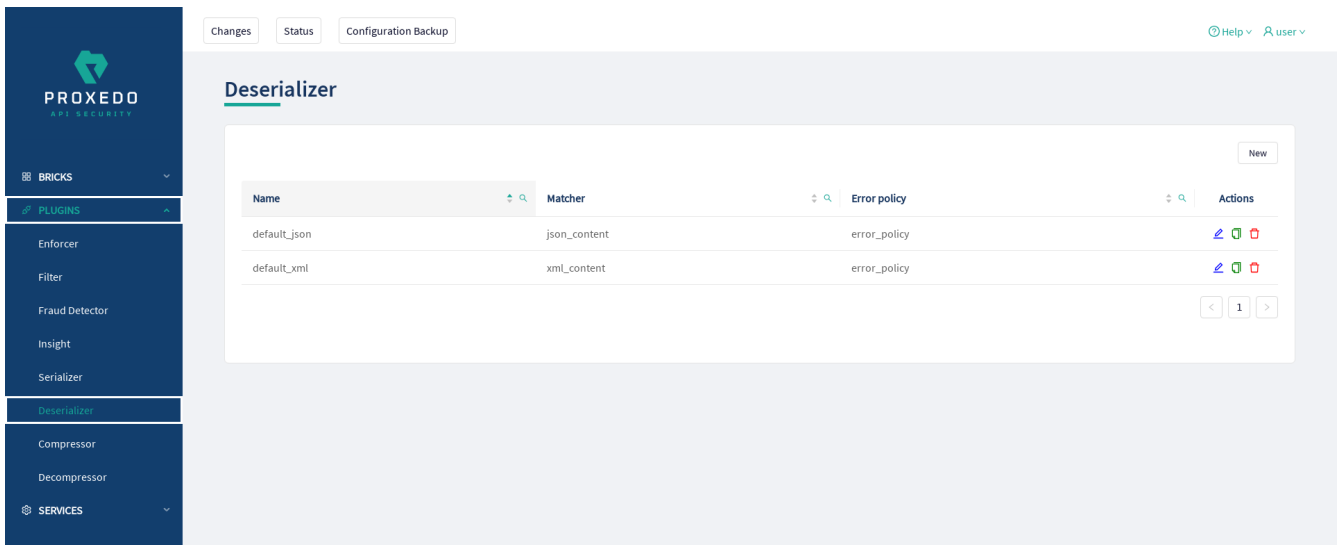 Changes Status Configuration Backup Help user
PROXEDO
API SECURITY
BRICKS
PLUGINS
Enforcer
Filter
Fraud Detector
Insight
Serializer
Deserializer
Compressor
Decompressor
SERVICES
Deserializer
New
Name Matcher Error policy Actions
default_json json_content error_policy
default_xml xml_content error_policy
< 1 >